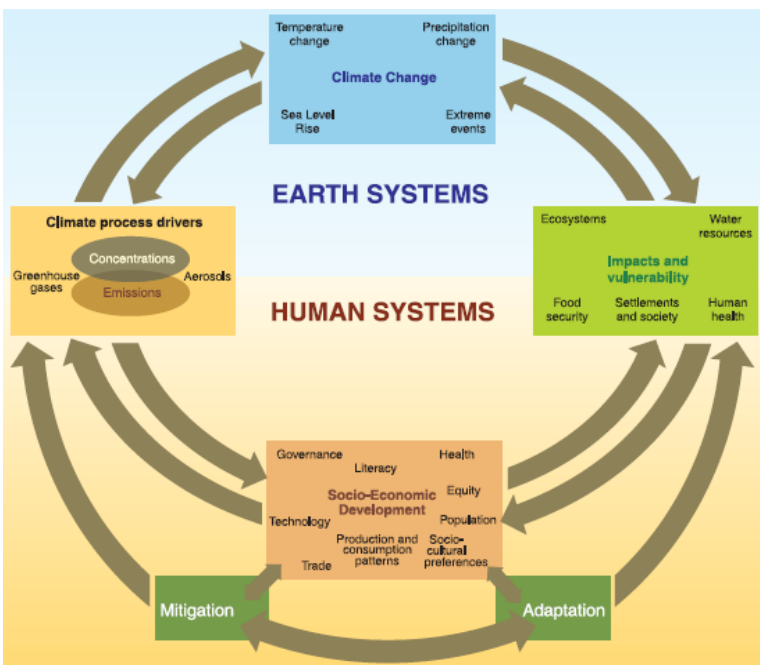 Temperature
change
Precipitation
change
Climate Change
Sea Level
Rise
Extreme
events
EARTH SYSTEMS
Climate process drivers
Concentrations
Greenhouse
gases
Aerosols
Emissions
Ecosystems
Water
resources
Impacts and
vulnerability
Food
security
Settlements
and society
Human
health
HUMAN SYSTEMS
Governance
Literacy
Health
Socio-Economic
Development
Equity
Technology
Population
Production and
consumption
patterns
Socio-
cultural
preferences
Trade
Mitigation
Adaptation